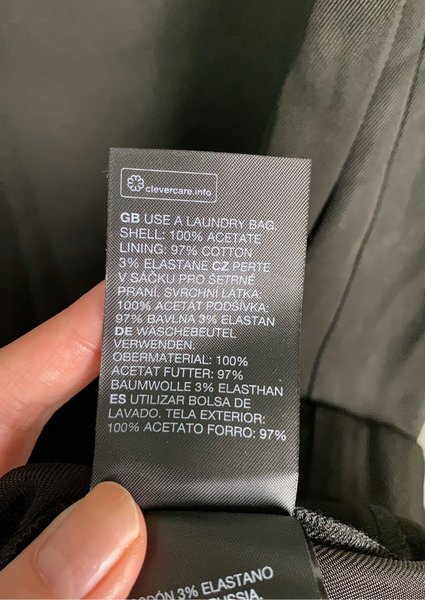 clevercare.info
GB USE A LAUNDRY BAG.
SHELL: 100% ACETATE
LINING: 97% COTTON
3% ELASTANE CZ PERTE
V SÁČKU PRO ŠETRNÉ
PRANÍ. SVRCHNÍ LÁTKA:
100% ACETÁT PODŠÍVKA:
97% BAVLNA 3% ELASTAN
DE WÄSCHEBEUTEL
VERWENDEN.
OBERMATERIAL: 100%
ACETAT FUTTER: 97%
BAUMWOLLE 3% ELASTHAN
ES UTILIZAR BOLSA DE
LAVADO. TELA EXTERIOR:
100% ACETATO FORRO: 97%
3% ELASTANO